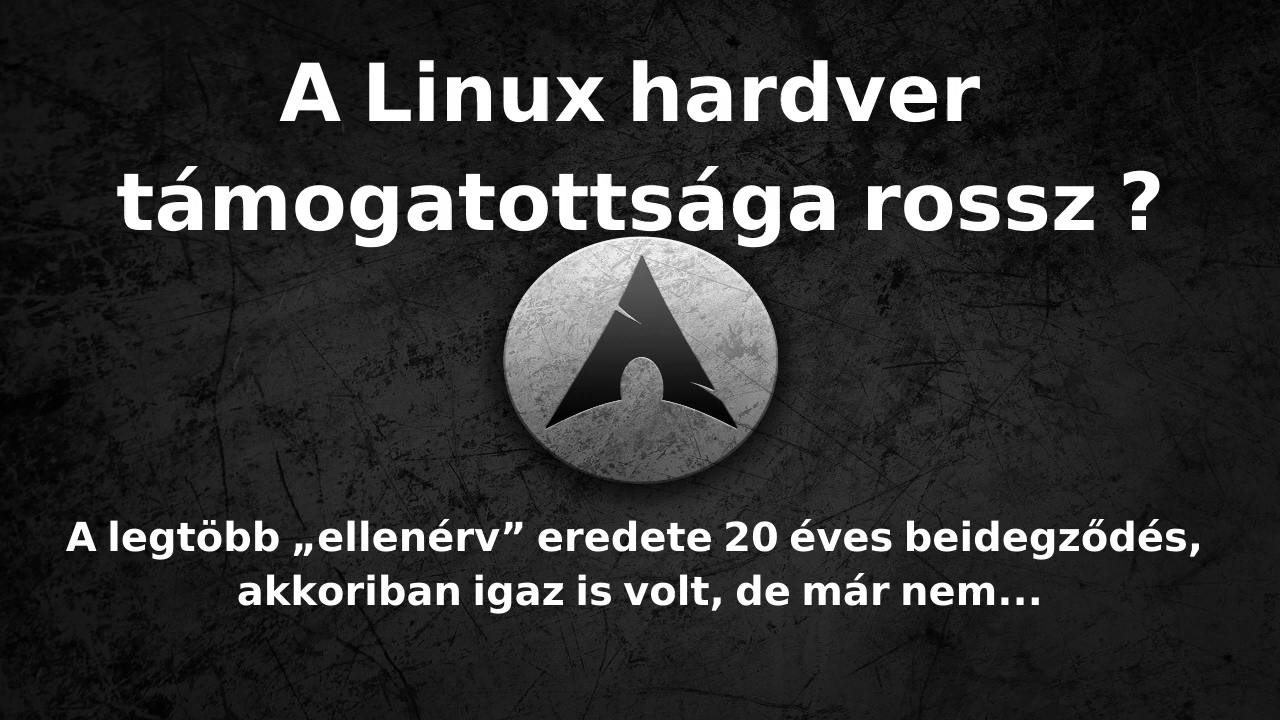 A Linux hardver
támogatottsága rossz ?
A legtöbb „ellenérv” eredete 20 éves beidegződés,
akkoriban igaz is volt, de már nem...